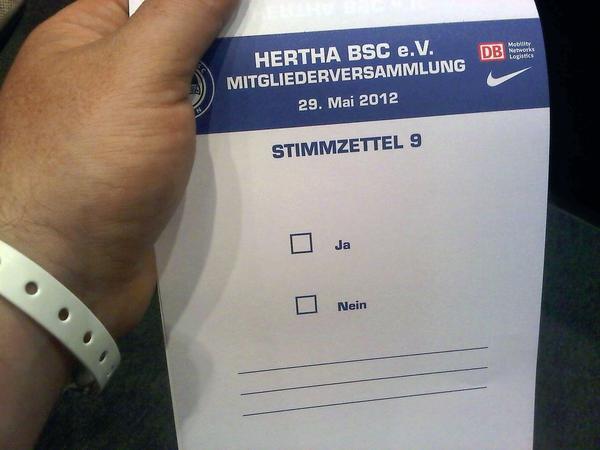 HERTHA BSC e.V.
MITGLIEDERVERSAMMLUNG
29. Mai 2012
DB
Mobility
Networks
Logistics
STIMMZETTEL 9
Ja
Nein